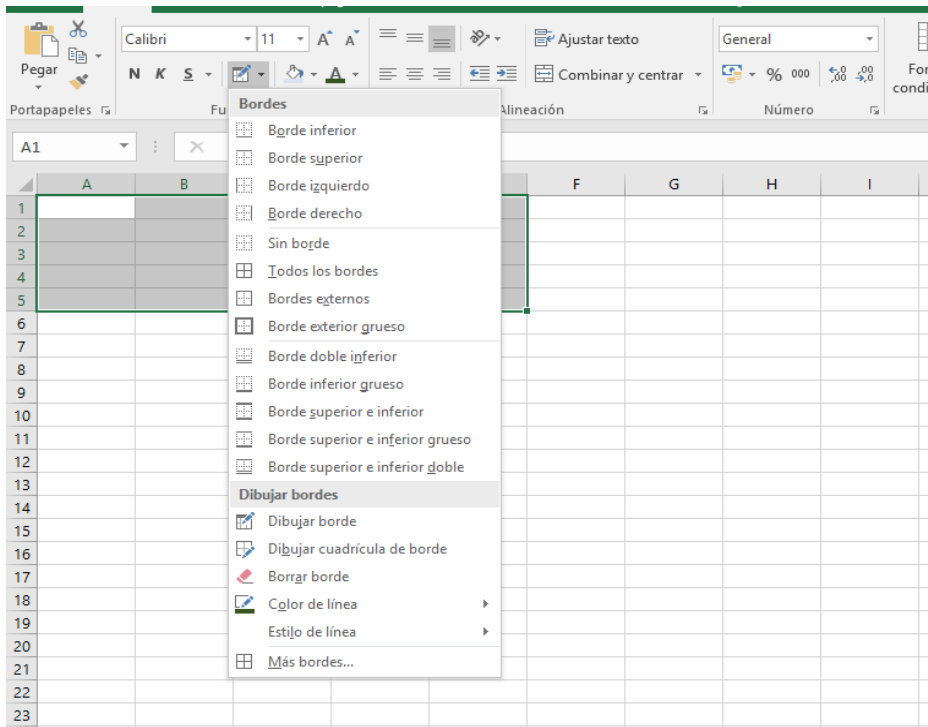 Calibri
11
Ajustar texto
General
Pegar
N K S
Combinar y centrar
% 000
Portapapeles
Fu
Alineación
Número
For
condi
A1
Bordes
Borde inferior
Borde superior
Borde izquierdo
Borde derecho
Sin borde
Todos los bordes
Bordes externos
Borde exterior grueso
Borde doble inferior
Borde inferior grueso
Borde superior e inferior
Borde superior e inferior grueso
Borde superior e inferior doble
Dibujar bordes
Dibujar borde
Dibujar cuadrícula de borde
Borrar borde
Color de línea
Estilo de línea
Más bordes...
A B F G H I
1
2
3
4
5
6
7
8
9
10
11
12
13
14
15
16
17
18
19
20
21
22
23